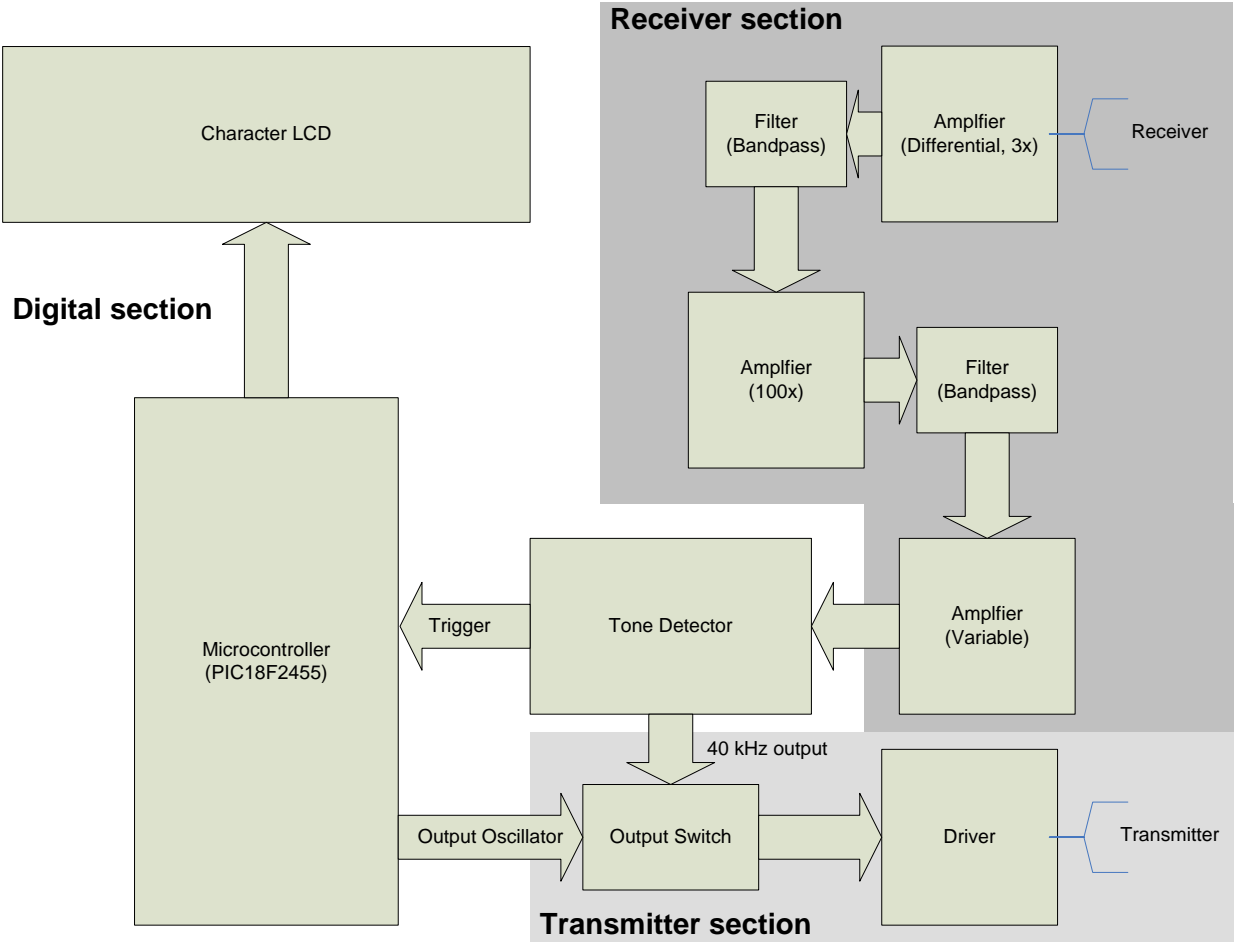 Receiver section
Character LCD
Filter
(Bandpass)
Amplfier
(Differential, 3x)
Receiver
Digital section
Amplfier
(100x)
Filter
(Bandpass)
Microcontroller
(PIC18F2455)
Trigger
Tone Detector
Amplfier
(Variable)
40 kHz output
Output Oscillator
Output Switch
Driver
Transmitter
Transmitter section